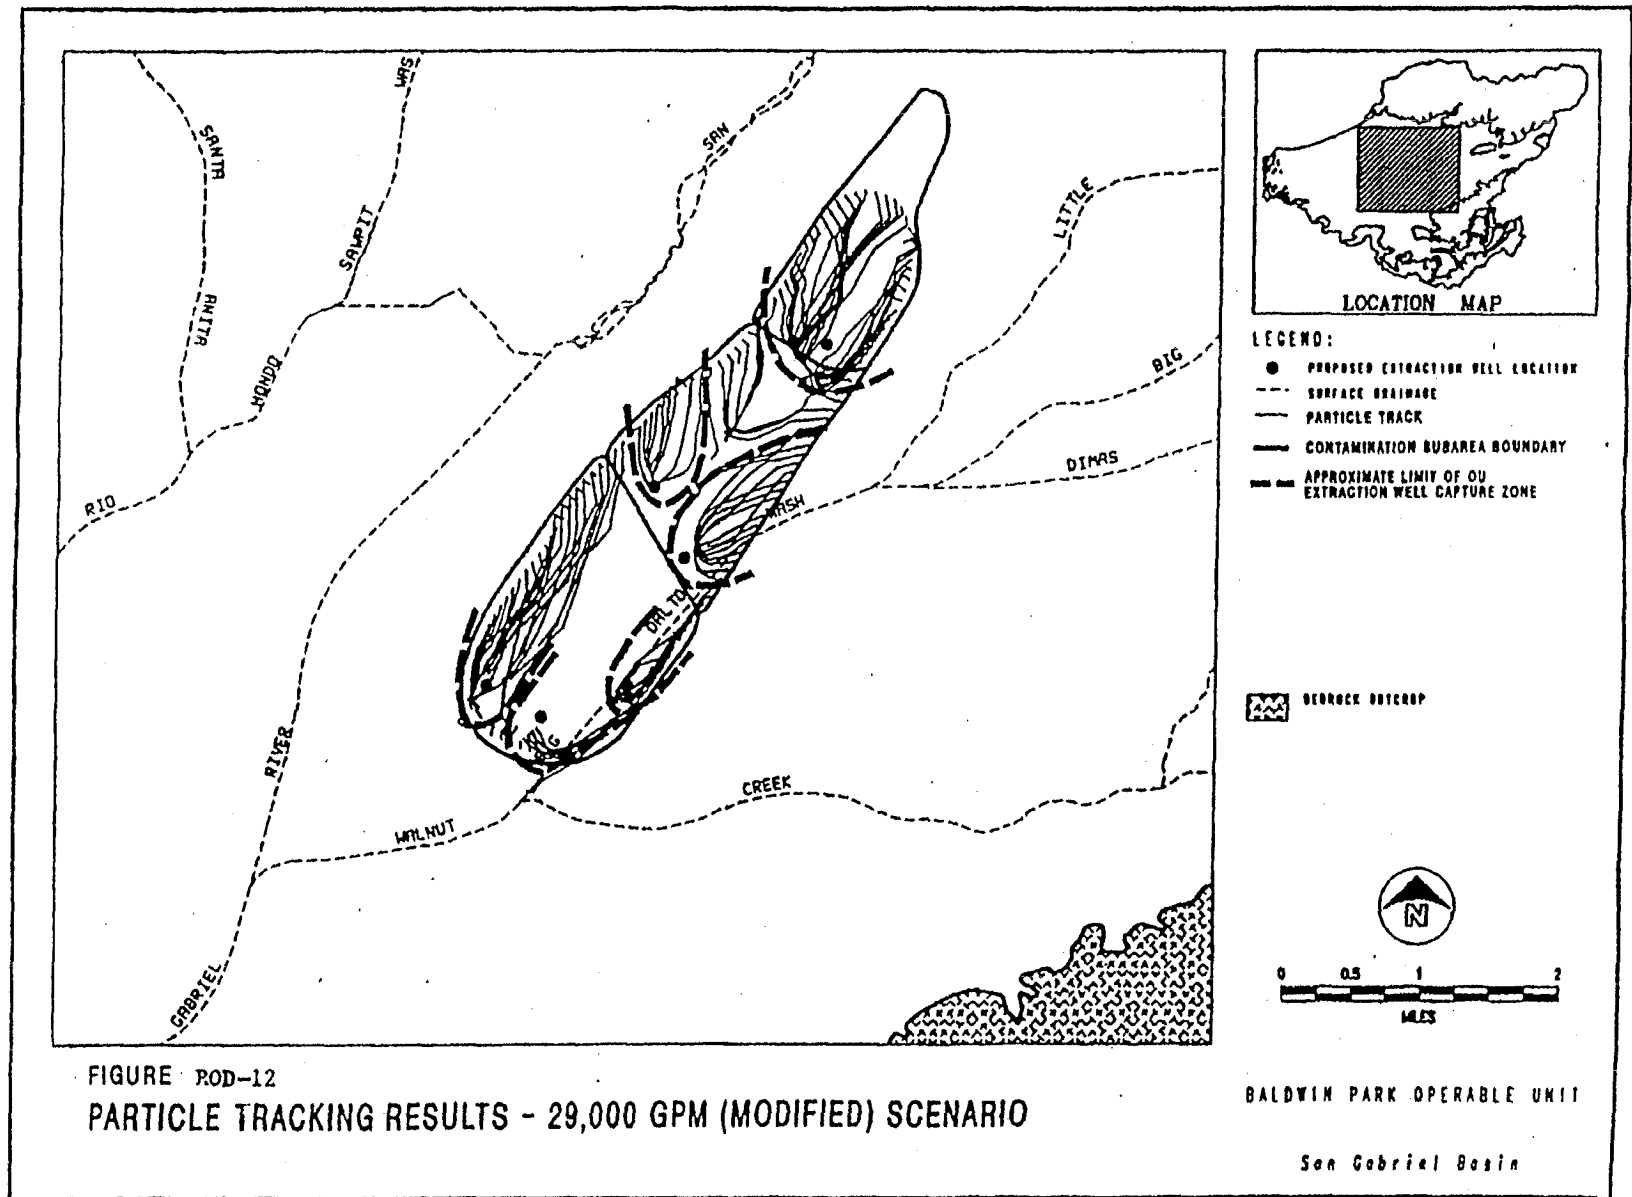 SANTA
ANITA
SAWPIT
WAS
SAN
LITTLE
BIG
DIMAS
WASH
DALTON
BIG
RIO
HONDO
RIVER
GABRIEL
WALNUT
CREEK
LOCATION MAP
LEGEND:
PROPOSED EXTRACTION WELL LOCATION
SURFACE DRAINAGE
PARTICLE TRACK
CONTAMINATION SUBAREA BOUNDARY
APPROXIMATE LIMIT OF OU
EXTRACTION WELL CAPTURE ZONE
BEDROCK OUTCROP
N
0 0.5 1 2
MILES
FIGURE ROD-12
PARTICLE TRACKING RESULTS - 29,000 GPM (MODIFIED) SCENARIO
BALDWIN PARK OPERABLE UNIT
San Gabriel Basin